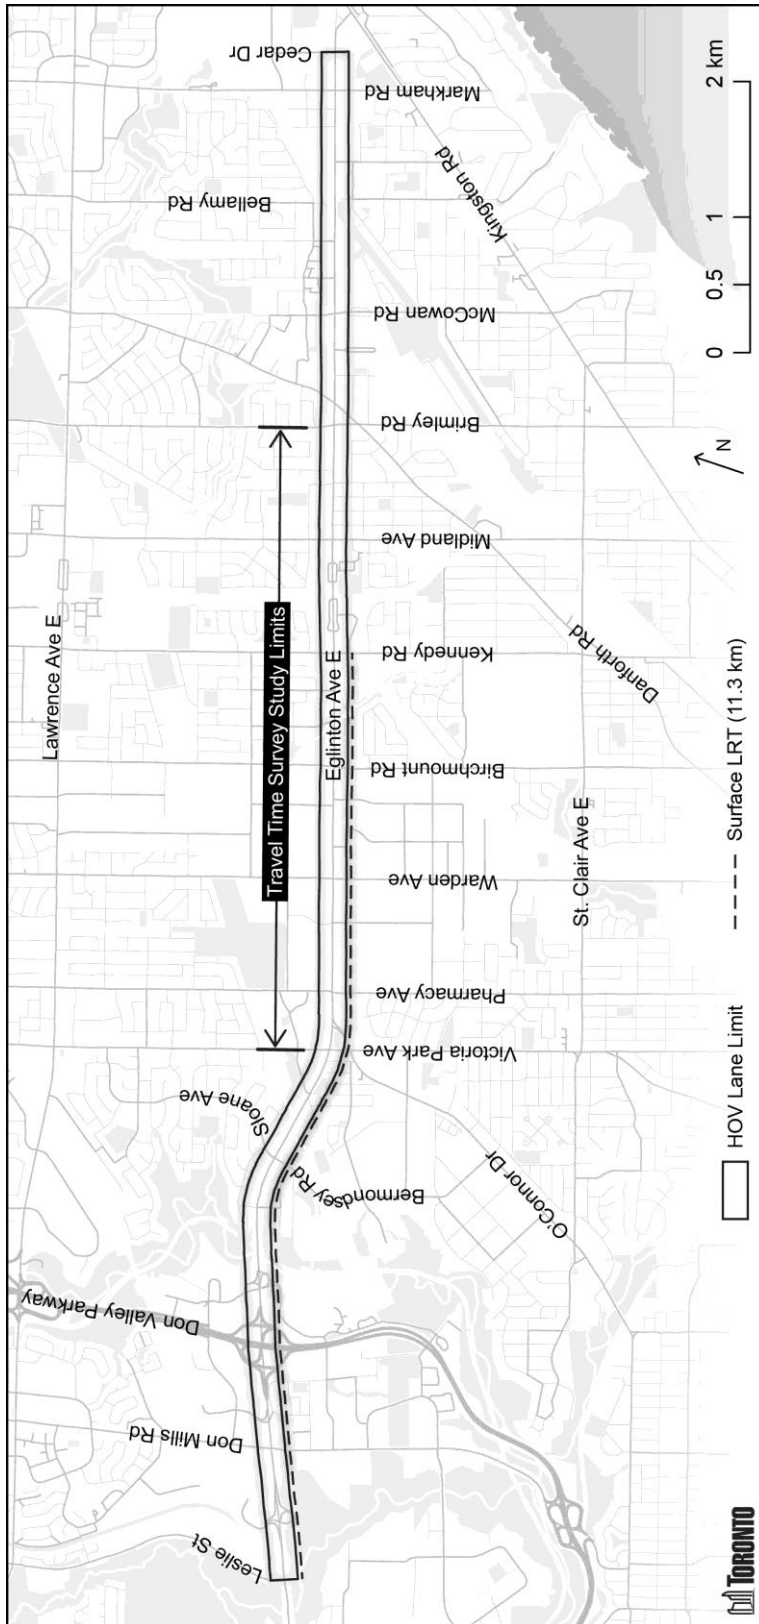 Lawrence Ave E
Travel Time Survey Study Limits
Eglinton Ave E
Leslie St
Don Mills Rd
Don Valley Parkway
Sloane Ave
Bermondsey Rd
O'Connor Dr
Victoria Park Ave
Pharmacy Ave
Warden Ave
Birchmount Rd
Kennedy Rd
Midland Ave
Brimley Rd
McCowan Rd
Bellamy Rd
Markham Rd
Cedar Dr
Kingston Rd
Danforth Rd
St. Clair Ave E
TORONTO
HOV Lane Limit
Surface LRT (11.3 km)
N
0 0.5 1 2 km